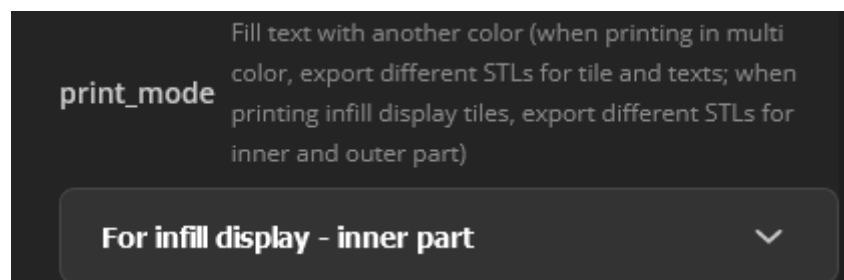 Fill text with another color (when printing in multi
print_mode color, export different STLs for tile and texts; when
printing infill display tiles, export different STLs for
inner and outer part)
For infill display - inner part